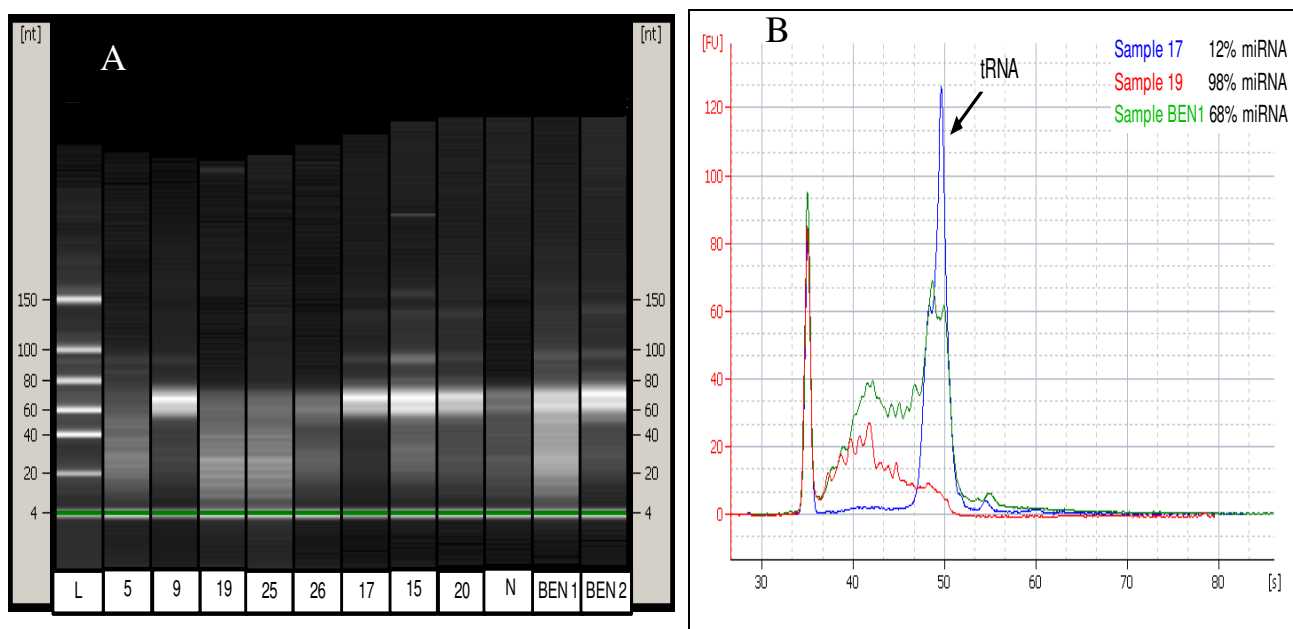 [nt] [nt]
A
150 150
100 100
80 80
60 60
40 40
20 20
4 4
L 5 9 19 25 26 17 15 20 N BEN 1 BEN 2
B
[FU]
Sample 17 12% miRNA
Sample 19 98% miRNA
Sample BEN1 68% miRNA
tRNA
120
100
80
60
40
20
0
30 40 50 60 70 80 [s]